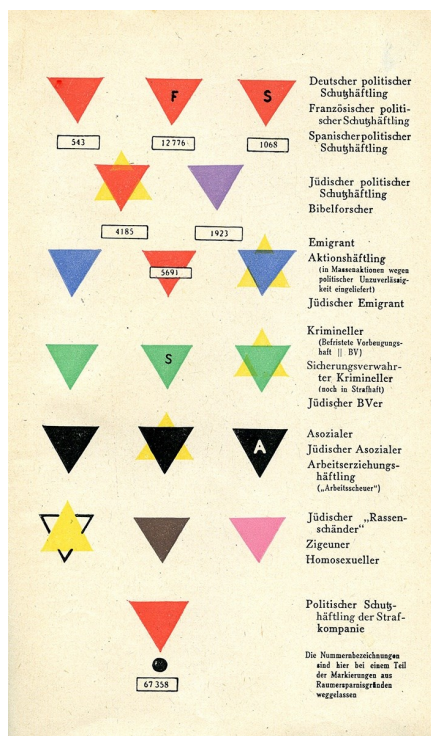 Deutscher politischer
Schutzhäftling
F
S
Französischer politi-
scher Schutzhäftling
543
12776
1068
Spanischer politischer
Schutzhäftling
Jüdischer politischer
Schutzhäftling
Bibelforscher
4185
1923
Emigrant
Aktionshäftling
5691
(in Massenaktionen wegen
politischer Unzuverlässig-
keit eingeliefert)
Jüdischer Emigrant
Krimineller
(Befristete Vorbeugungs-
haft || BV)
S
Sicherungsverwahr-
ter Krimineller
(noch in Strafhaft)
Jüdischer BVer
Asozialer
Jüdischer Asozialer
A
Arbeitserziehungs-
häftling
(„Arbeitsscheuer“)
Jüdischer „Rassen-
schänder“
Zigeuner
Homosexueller
Politischer Schutz-
häftling der Straf-
kompanie
67358
Die Nummernbezeichnungen
sind hier bei einem Teil
der Markierungen aus
Raumersparnisgründen
weggelassen